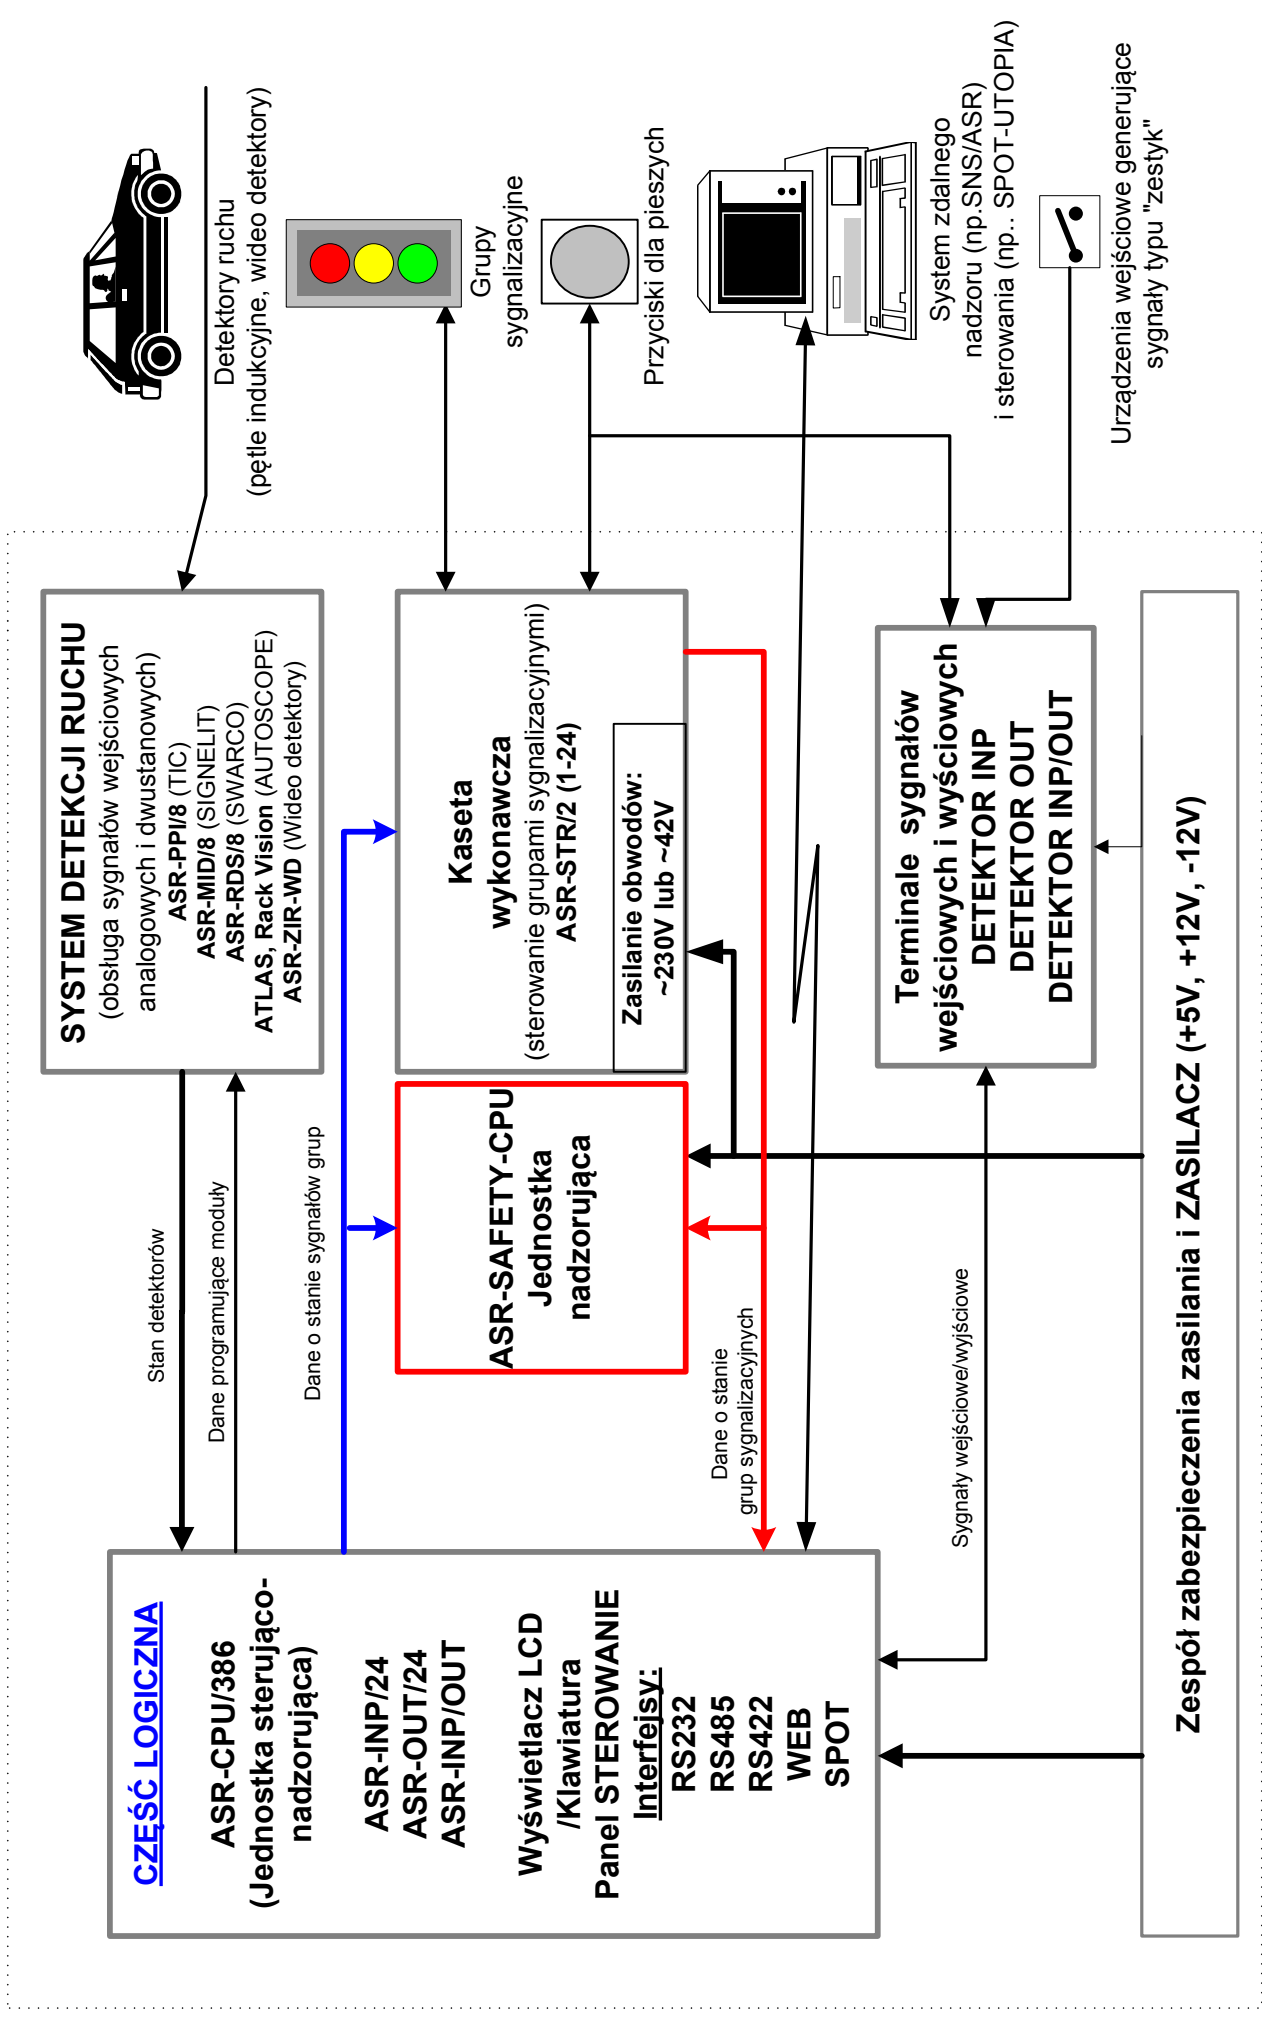 CZĘŚĆ LOGICZNA
ASR-CPU/386
(Jednostka sterująco-
nadzorująca)
ASR-INP/24
ASR-OUT/24
ASR-INP/OUT
Wyświetlacz LCD
/Klawiatura
Panel STEROWANIE
Interfejsy:
RS232
RS485
RS422
WEB
SPOT
Stan detektorów
Dane programujące moduły
Dane o stanie sygnałów grup
Dane o stanie
grup sygnalizacyjnych
Sygnały wejściowe/wyjściowe
SYSTEM DETEKCJI RUCHU
(obsługa sygnałów wejściowych
analogowych i dwustanowych)
ASR-PPI/8 (TIC)
ASR-MID/8 (SIGNELIT)
ASR-RDS/8 (SWARCO)
ATLAS, Rack Vision (AUTOSCOPE)
ASR-ZIR-WD (Wideo detektory)
ASR-SAFETY-CPU
Jednostka
nadzorująca
Kaseta
wykonawcza
(sterowanie grupami sygnalizacyjnymi)
ASR-STR/2 (1-24)
Zasilanie obwodów:
~230V lub ~42V
Terminale sygnałów
wejściowych i wyściowych
DETEKTOR INP
DETEKTOR OUT
DETEKTOR INP/OUT
Zespół zabezpieczenia zasilania i ZASILACZ (+5V, +12V, -12V)
Detektory ruchu
(pętle indukcyjne, wideo detektory)
Grupy
sygnalizacyjne
Przyciski dla pieszych
System zdalnego
nadzoru (np.SNS/ASR)
i sterowania (np.. SPOT-UTOPIA)
Urządzenia wejściowe generujące
sygnały typu "zestyk"